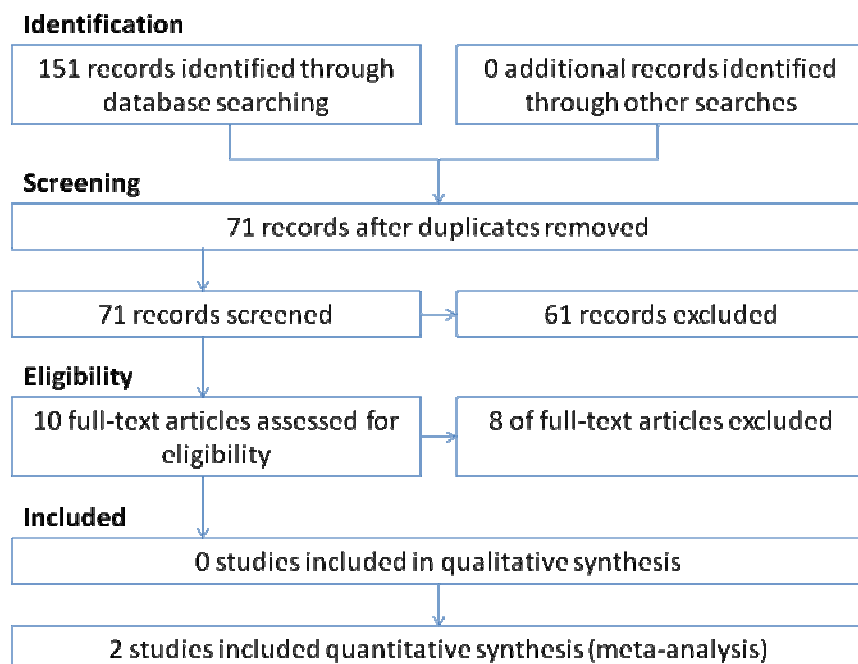 Identification
151 records identified through
database searching
0 additional records identified
through other searches
Screening
71 records after duplicates removed
71 records screened
61 records excluded
Eligibility
10 full-text articles assessed for
eligibility
8 of full-text articles excluded
Included
0 studies included in qualitative synthesis
2 studies included quantitative synthesis (meta-analysis)